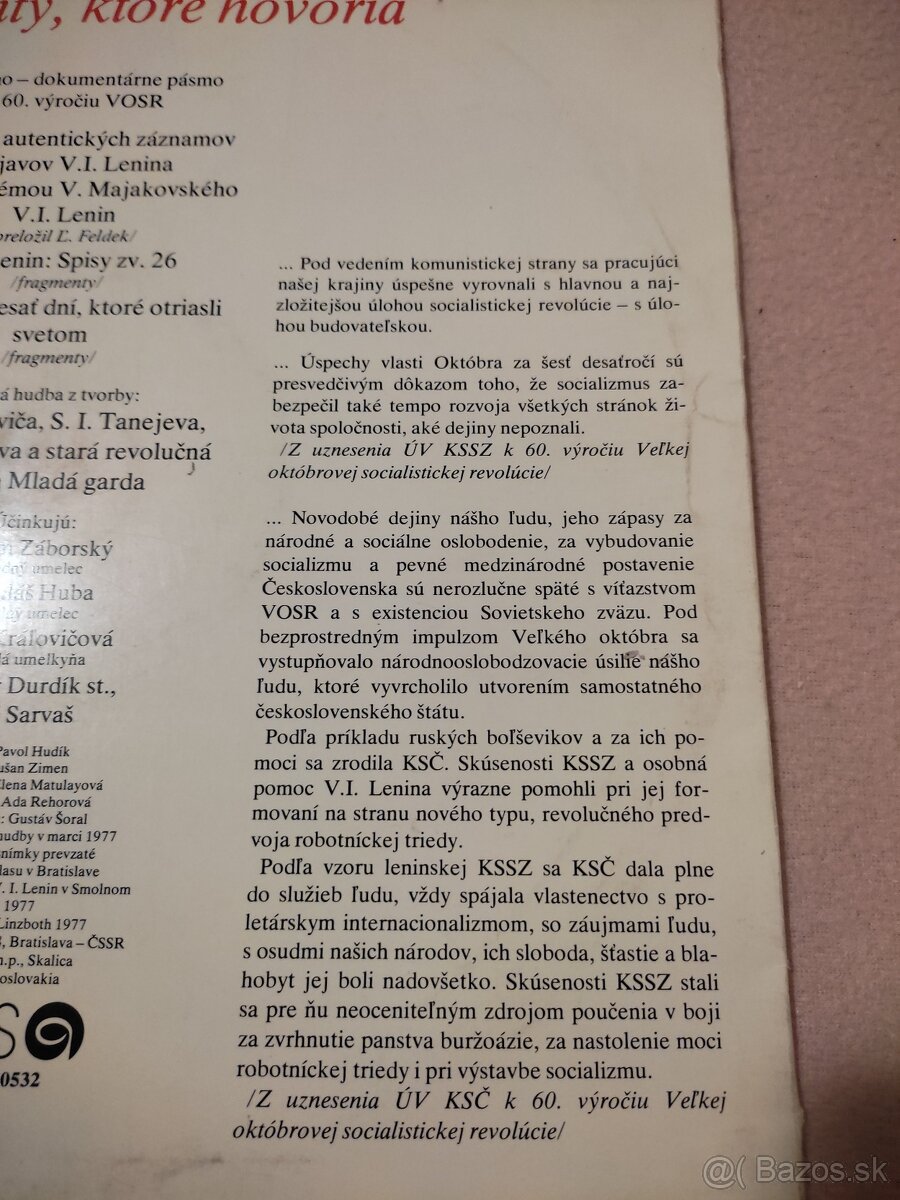 ktoré hovoria
– dokumentárne pásmo
60. výročiu VOSR
autentických záznamov
V.I. Lenina
V. Majakovského
V.I. Lenin
preložil Ľ. Feldek/
Spisy zv. 26
/fragmenty/
dní, ktoré otriasli
svetom
/fragmenty/
hudba z tvorby:
S. I. Tanejeva,
a stará revolučná
Mladá garda
Účinkujú:
Záborský
umelec
Huba
umelec
Kráľovičová
umelkyňa
Durdík st.,
Sarvaš
Pavol Hudík
Dušan Zimen
Elena Matulayová
Ada Rehorová
Gustáv Šoral
hudby v marci 1977
snímky prevzaté
v Bratislave
V. I. Lenin v Smolnom
1977
Linzboth 1977
Bratislava – ČSSR
n.p., Skalica
0532
... Pod vedením komunistickej strany sa pracujúci
našej krajiny úspešne vyrovnali s hlavnou a naj-
zložitejšou úlohou socialistickej revolúcie – s úlo-
hou budovateľskou.
... Úspechy vlasti Októbra za šesť desaťročí sú
presvedčivým dôkazom toho, že socializmus za-
bezpečil také tempo rozvoja všetkých stránok ži-
vota spoločnosti, aké dejiny nepoznali.
/Z uznesenia ÚV KSSZ k 60. výročiu Veľkej
októbrovej socialistickej revolúcie/
... Novodobé dejiny nášho ľudu, jeho zápasy za
národné a sociálne oslobodenie, za vybudovanie
socializmu a pevné medzinárodné postavenie
Československa sú nerozlučne späté s víťazstvom
VOSR a s existenciou Sovietskeho zväzu. Pod
bezprostredným impulzom Veľkého októbra sa
vystupňovalo národnooslobodzovacie úsilie nášho
ľudu, ktoré vyvrcholilo utvorením samostatného
československého štátu.
Podľa príkladu ruských boľševikov a za ich po-
moci sa zrodila KSČ. Skúsenosti KSSZ a osobná
pomoc V.I. Lenina výrazne pomohli pri jej for-
movaní na stranu nového typu, revolučného pred-
voja robotníckej triedy.
Podľa vzoru leninskej KSSZ sa KSČ dala plne
do služieb ľudu, vždy spájala vlastenectvo s pro-
letárskym internacionalizmom, so záujmami ľudu,
s osudmi našich národov, ich sloboda, šťastie a bla-
hobyt jej boli nadovšetko. Skúsenosti KSSZ stali
sa pre ňu neoceniteľným zdrojom poučenia v boji
za zvrhnutie panstva buržoázie, za nastolenie moci
robotníckej triedy i pri výstavbe socializmu.
/Z uznesenia ÚV KSČ k 60. výročiu Veľkej
októbrovej socialistickej revolúcie/
@( Bazos.sk